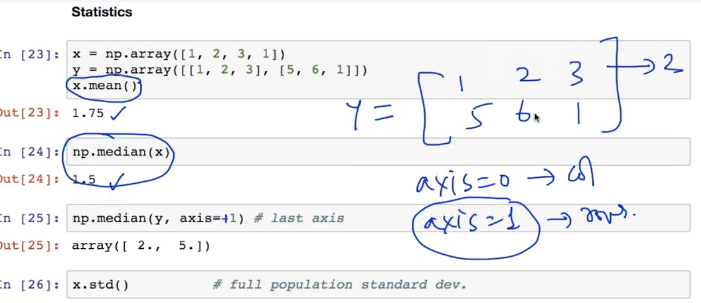 Statistics
In [23]: x = np.array([1, 2, 3, 1])
y = np.array([[1, 2, 3], [5, 6, 1]])
x.mean()
Out[23]: 1.75
In [24]: np.median(x)
Out[24]: 1.5
In [25]: np.median(y, axis=+1) # last axis
Out[25]: array([ 2., 5.])
In [26]: x.std() # full population standard dev.
Y = [ 1 2 3 ] → 2
5 6 1
axis=0 → col
axis=1 → rows.